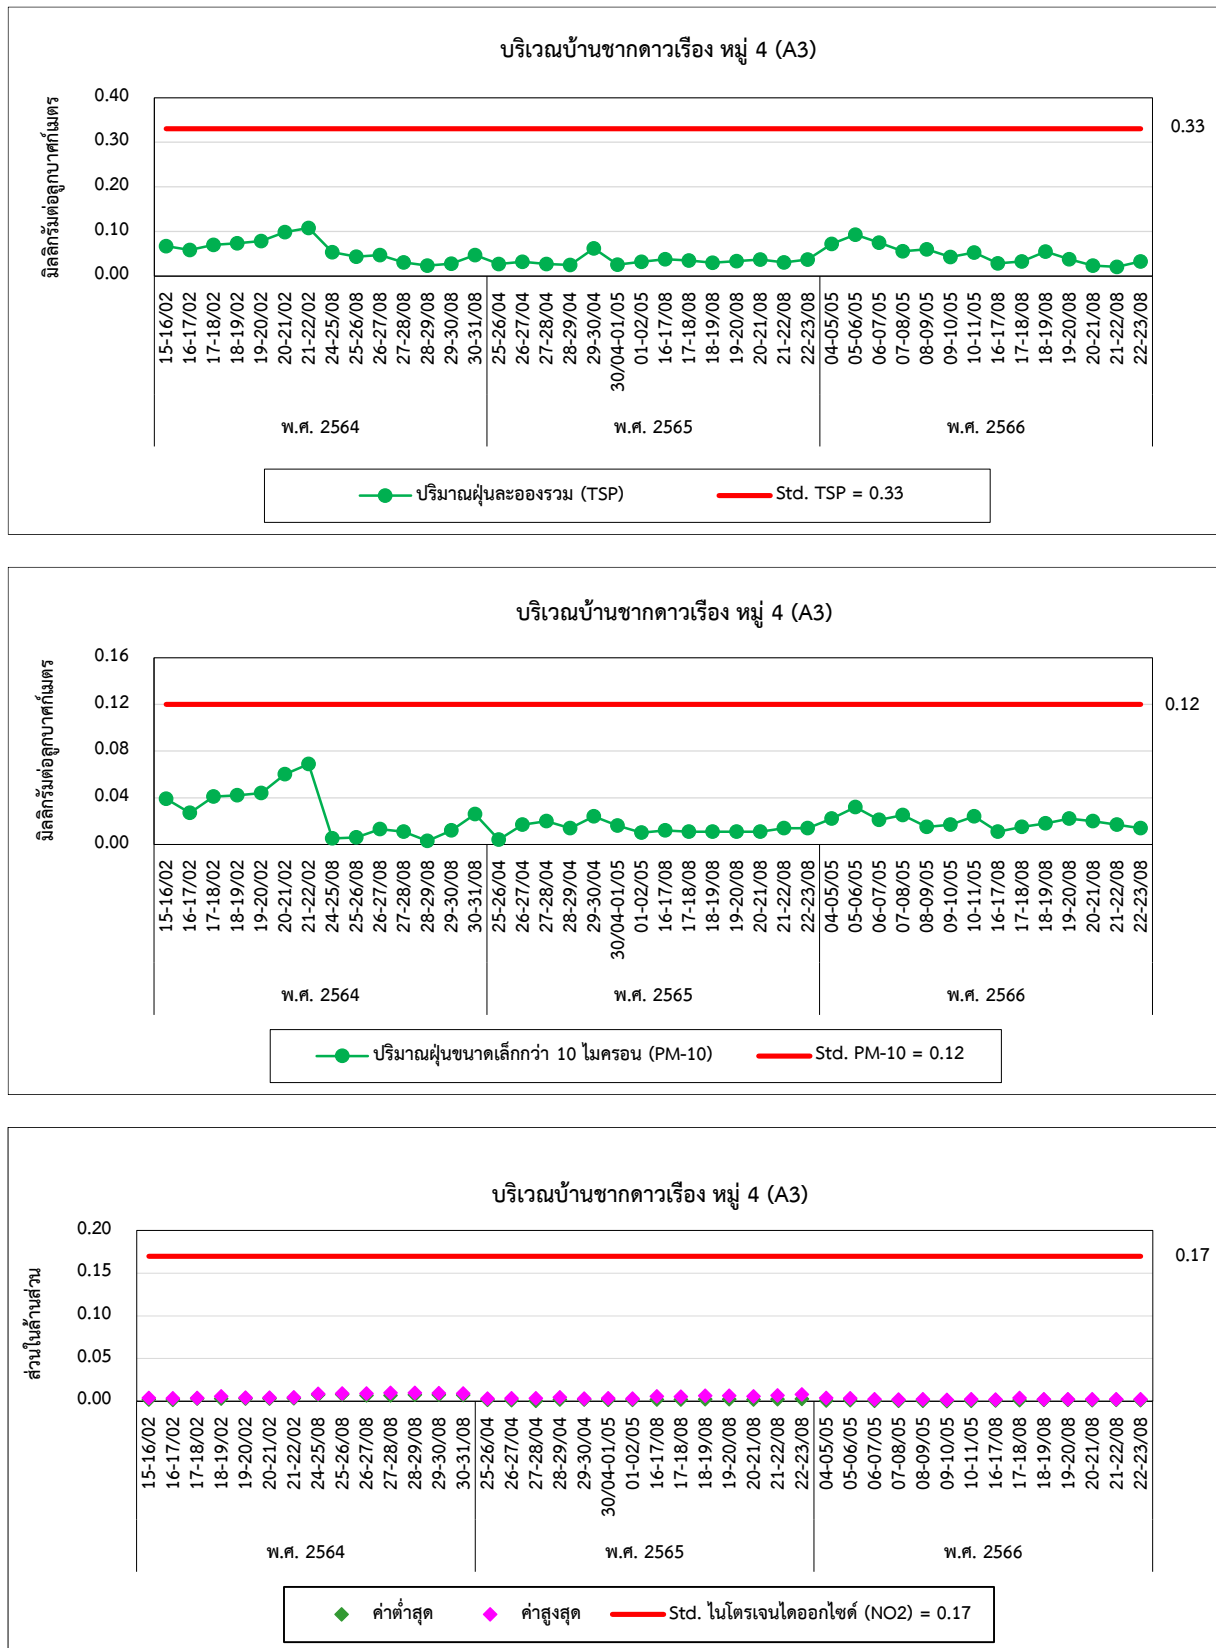 บริเวณบ้านชากดาวเรือง หมู่ 4 (A3)
มิลลิกรัมต่อลูกบาศก์เมตร
0.40
0.30
0.20
0.10
0.00
0.33
15-16/02 16-17/02 17-18/02 18-19/02 19-20/02 20-21/02 21-22/02 24-25/08 25-26/08 26-27/08 27-28/08 28-29/08 29-30/08 30-31/08 25-26/04 26-27/04 27-28/04 28-29/04 29-30/04 30/04-01/05 01-02/05 16-17/08 17-18/08 18-19/08 19-20/08 20-21/08 21-22/08 22-23/08 04-05/05 05-06/05 06-07/05 07-08/05 08-09/05 09-10/05 10-11/05 16-17/08 17-18/08 18-19/08 19-20/08 20-21/08 21-22/08 22-23/08
พ.ศ. 2564 พ.ศ. 2565 พ.ศ. 2566
ปริมาณฝุ่นละอองรวม (TSP) Std. TSP = 0.33
บริเวณบ้านชากดาวเรือง หมู่ 4 (A3)
มิลลิกรัมต่อลูกบาศก์เมตร
0.16
0.12
0.08
0.04
0.00
0.12
15-16/02 16-17/02 17-18/02 18-19/02 19-20/02 20-21/02 21-22/02 24-25/08 25-26/08 26-27/08 27-28/08 28-29/08 29-30/08 30-31/08 25-26/04 26-27/04 27-28/04 28-29/04 29-30/04 30/04-01/05 01-02/05 16-17/08 17-18/08 18-19/08 19-20/08 20-21/08 21-22/08 22-23/08 04-05/05 05-06/05 06-07/05 07-08/05 08-09/05 09-10/05 10-11/05 16-17/08 17-18/08 18-19/08 19-20/08 20-21/08 21-22/08 22-23/08
พ.ศ. 2564 พ.ศ. 2565 พ.ศ. 2566
ปริมาณฝุ่นขนาดเล็กกว่า 10 ไมครอน (PM-10) Std. PM-10 = 0.12
บริเวณบ้านชากดาวเรือง หมู่ 4 (A3)
ส่วนในล้านส่วน
0.20
0.15
0.10
0.05
0.00
0.17
15-16/02 16-17/02 17-18/02 18-19/02 19-20/02 20-21/02 21-22/02 24-25/08 25-26/08 26-27/08 27-28/08 28-29/08 29-30/08 30-31/08 25-26/04 26-27/04 27-28/04 28-29/04 29-30/04 30/04-01/05 01-02/05 16-17/08 17-18/08 18-19/08 19-20/08 20-21/08 21-22/08 22-23/08 04-05/05 05-06/05 06-07/05 07-08/05 08-09/05 09-10/05 10-11/05 16-17/08 17-18/08 18-19/08 19-20/08 20-21/08 21-22/08 22-23/08
พ.ศ. 2564 พ.ศ. 2565 พ.ศ. 2566
ค่าต่ำสุด ค่าสูงสุด Std. ไนโตรเจนไดออกไซด์ (NO2) = 0.17